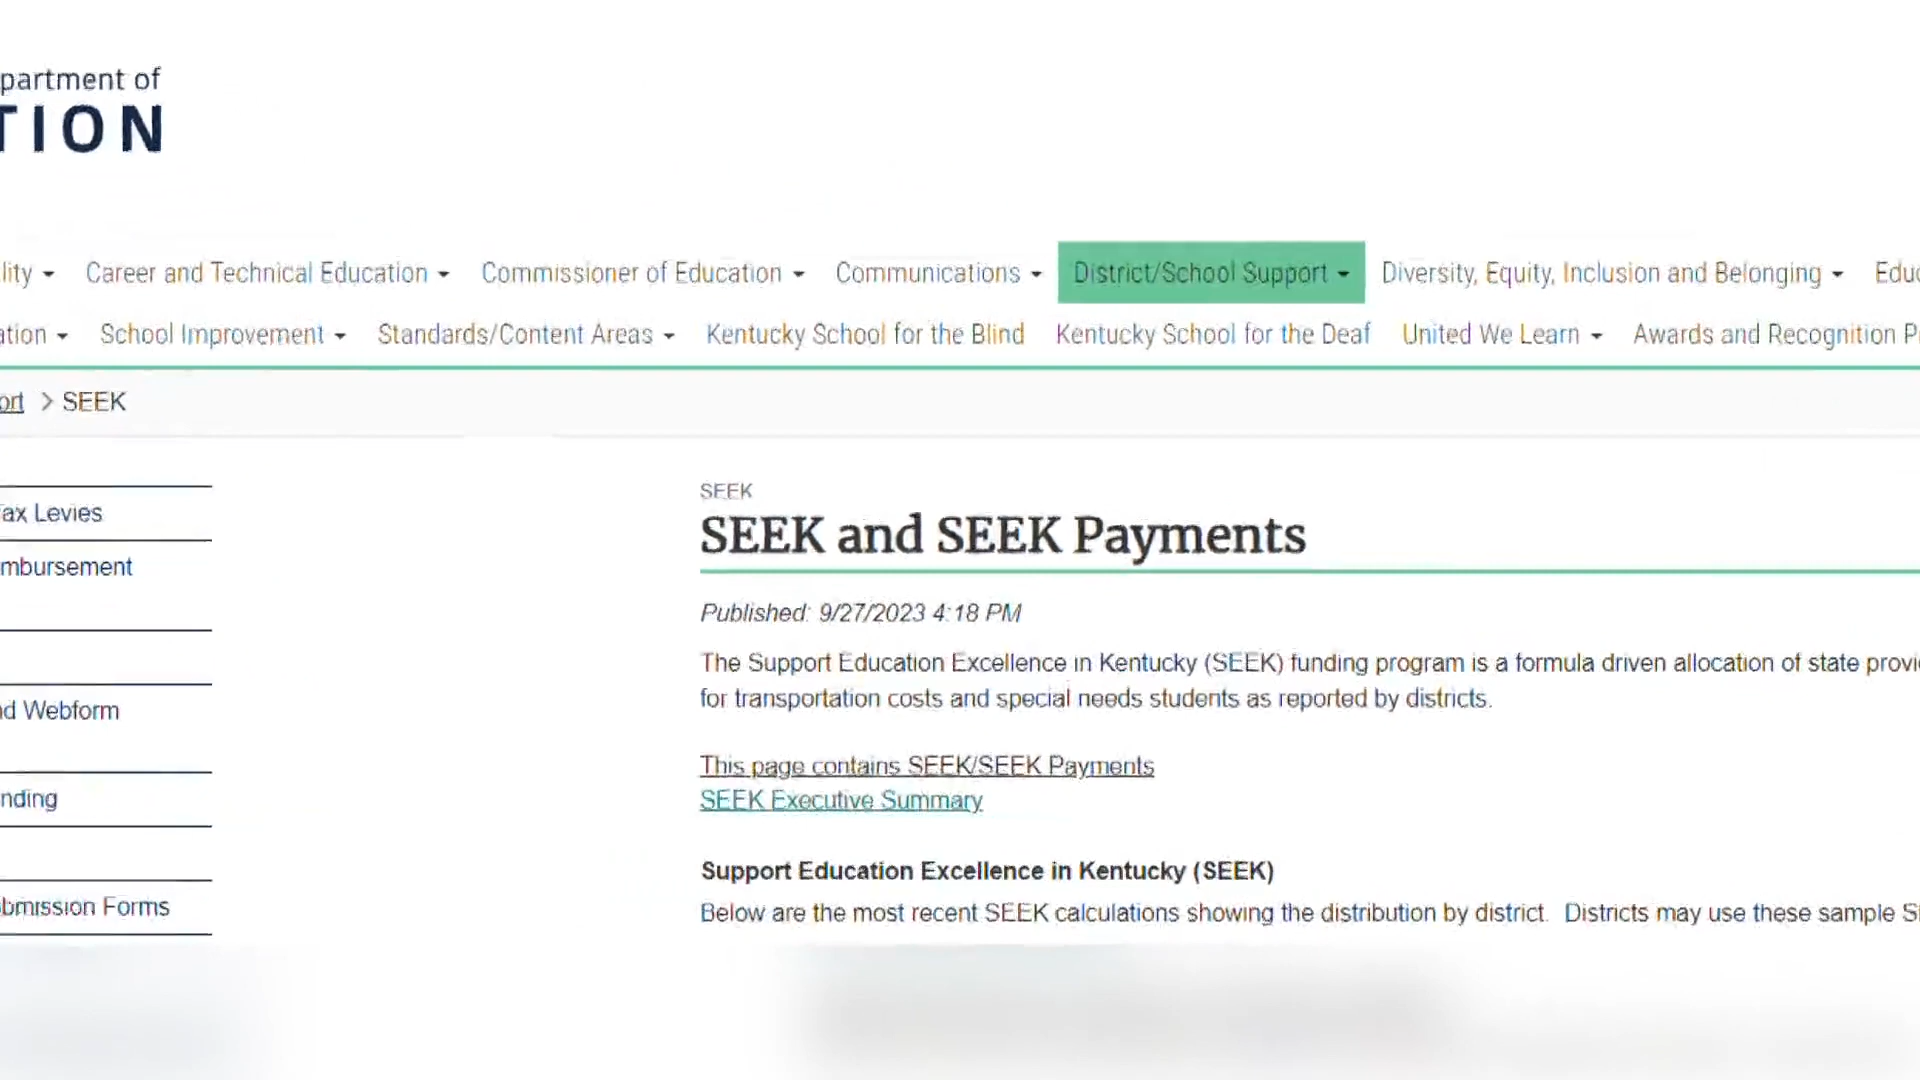 partment of
TION
lity Career and Technical Education Commissioner of Education Communications District/School Support Diversity, Equity, Inclusion and Belonging Educ
ation School Improvement Standards/Content Areas Kentucky School for the Blind Kentucky School for the Deaf United We Learn Awards and Recognition P
ort > SEEK
ax Levies
mbursement
d Webform
nding
bmission Forms
SEEK
SEEK and SEEK Payments
Published: 9/27/2023 4:18 PM
The Support Education Excellence in Kentucky (SEEK) funding program is a formula driven allocation of state provi
for transportation costs and special needs students as reported by districts.
This page contains SEEK/SEEK Payments
SEEK Executive Summary
Support Education Excellence in Kentucky (SEEK)
Below are the most recent SEEK calculations showing the distribution by district. Districts may use these sample S